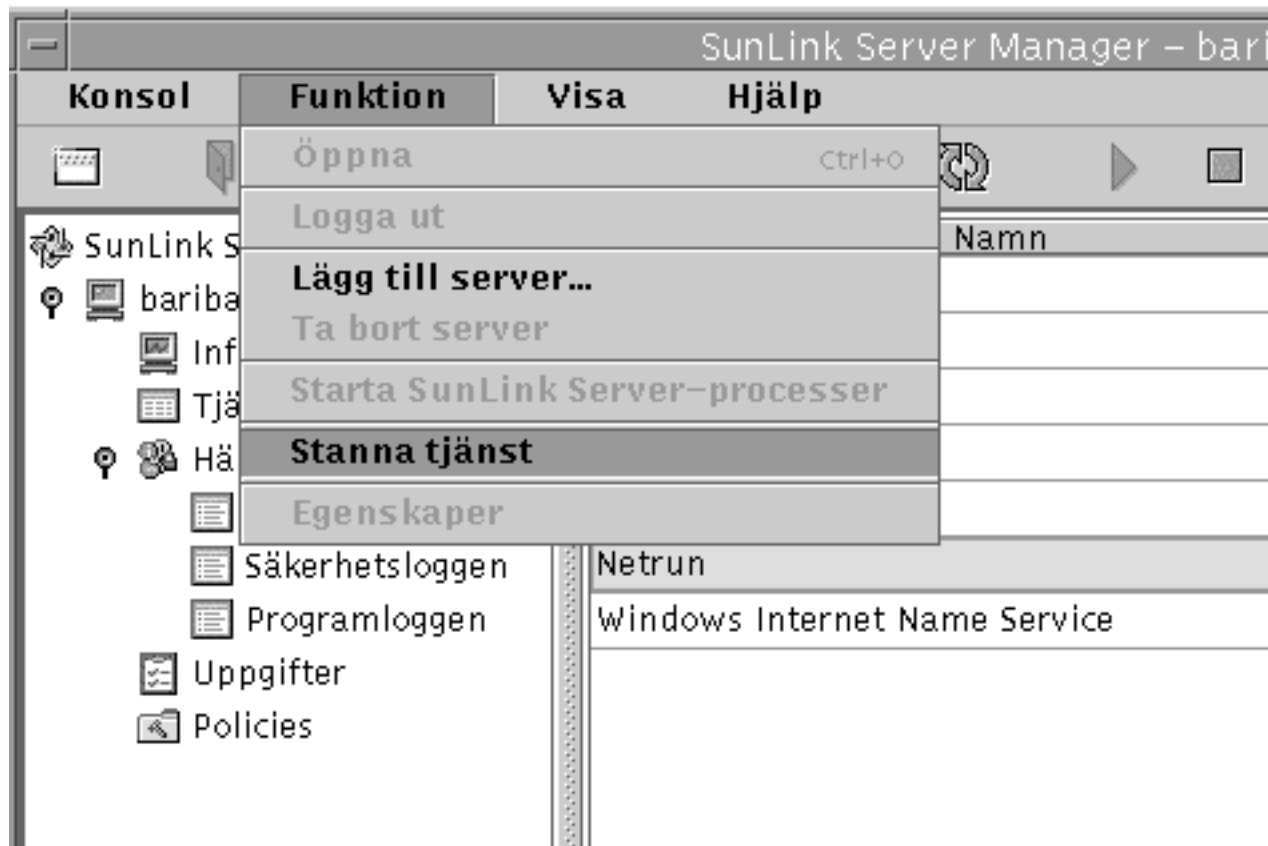 SunLink Server Manager – bari
Konsol Funktion Visa Hjälp
Öppna Ctrl+O
Logga ut
Lägg till server...
Ta bort server
Starta SunLink Server–processer
Stanna tjänst
Egenskaper
SunLink S
bariba
Inf
Tjä
Hä
Säkerhetsloggen
Programloggen
Uppgifter
Policies
Namn
Netrun
Windows Internet Name Service